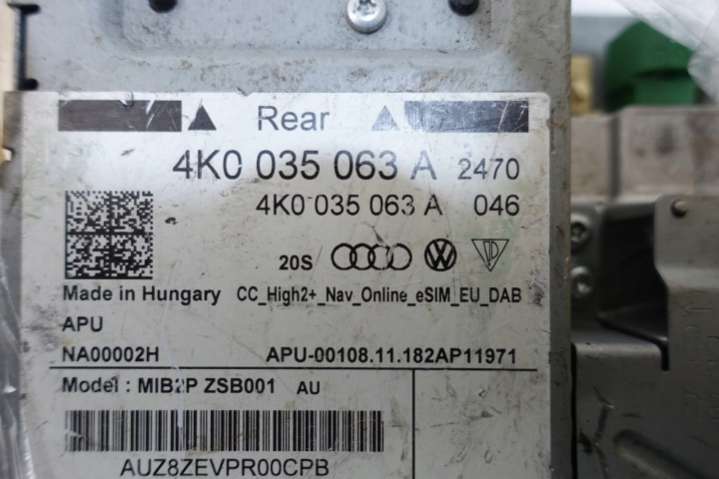 Rear
4K0 035 063 A 2470
4K0 035 063 A 046
20S
Made in Hungary CC_High2+_Nav_Online_eSIM_EU_DAB
APU
NA00002H APU-00108.11.182AP11971
Model : MIB2P ZSB001 AU
AUZ8ZEVPR00CPB